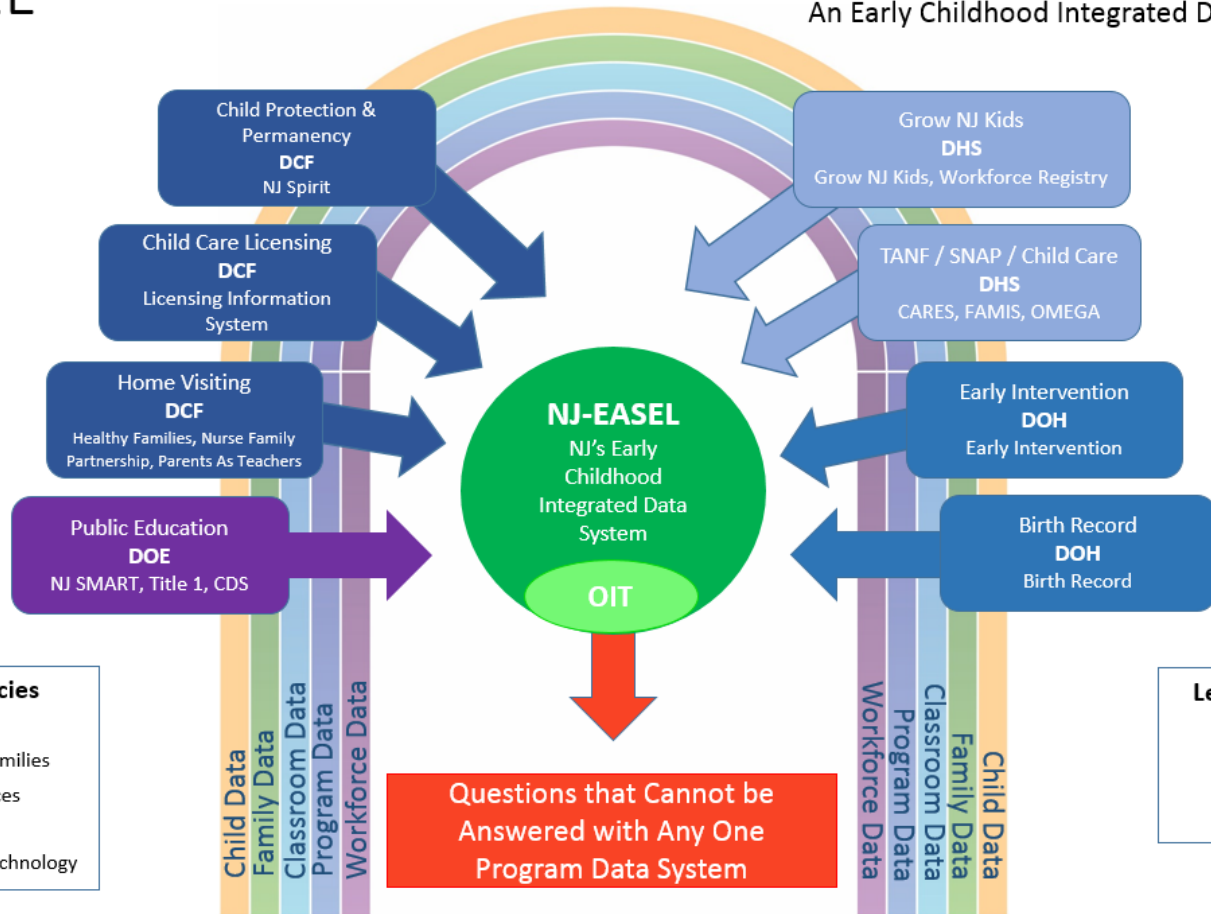 An Early Childhood Integrated
Child Protection &
Permanency
DCF
NJ Spirit
Child Care Licensing
DCF
Licensing Information
System
Home Visiting
DCF
Healthy Families, Nurse Family
Partnership, Parents As Teachers
Public Education
DOE
NJ SMART, Title 1, CDS
Grow NJ Kids
DHS
Grow NJ Kids, Workforce Registry
TANF / SNAP / Child Care
DHS
CARES, FAMIS, OMEGA
Early Intervention
DOH
Early Intervention
Birth Record
DOH
Birth Record
NJ-EASEL
NJ's Early
Childhood
Integrated Data
System
OIT
Questions that Cannot be
Answered with Any One
Program Data System
Child Data
Family Data
Classroom Data
Program Data
Workforce Data
Workforce Data
Program Data
Classroom Data
Family Data
Child Data
cies
milies
ces
chnology
Le